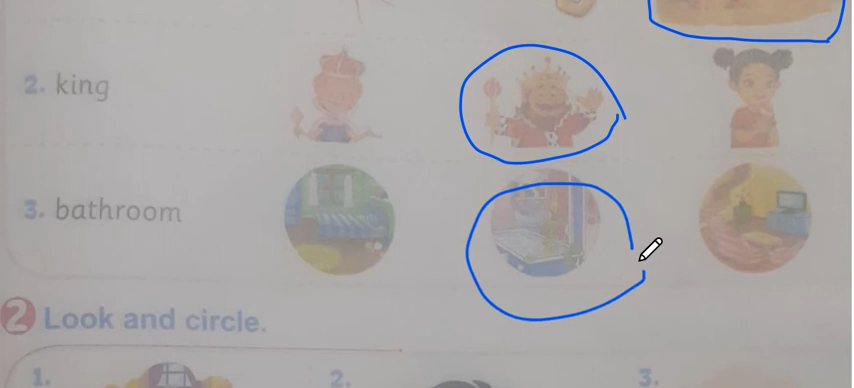 2. king
3. bathroom
2 Look and circle.
1. 2. 3.